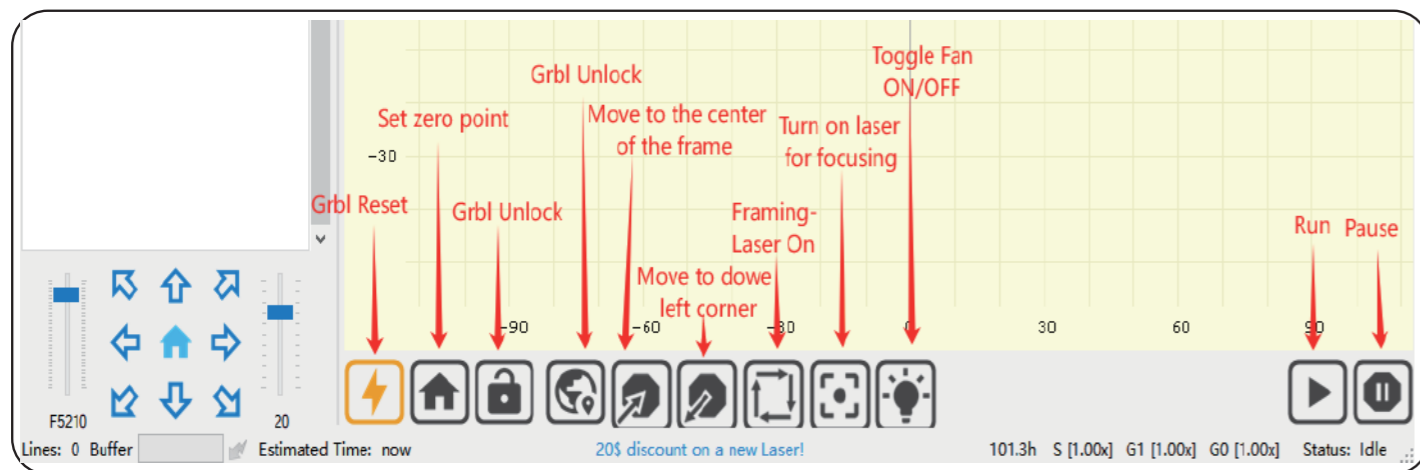 Toggle Fan
ON/OFF
Grbl Unlock
Set zero point
Move to the center
of the frame
Turn on laser
for focusing
-30
Grbl Reset
Grbl Unlock
Framing-
Laser On
Run
Pause
Move to dowe
left corner
-90
-60
-30
0
30
60
90
F5210
20
Lines: 0 Buffer
Estimated Time: now
20$ discount on a new Laser!
101.3h S [1.00x] G1 [1.00x] G0 [1.00x] Status: Idle